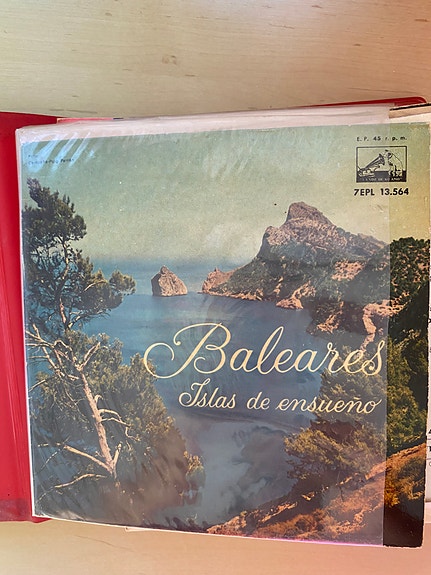 E.P. 45 r.p.m.
7EPL 13.564
Baleares
Islas de ensueño